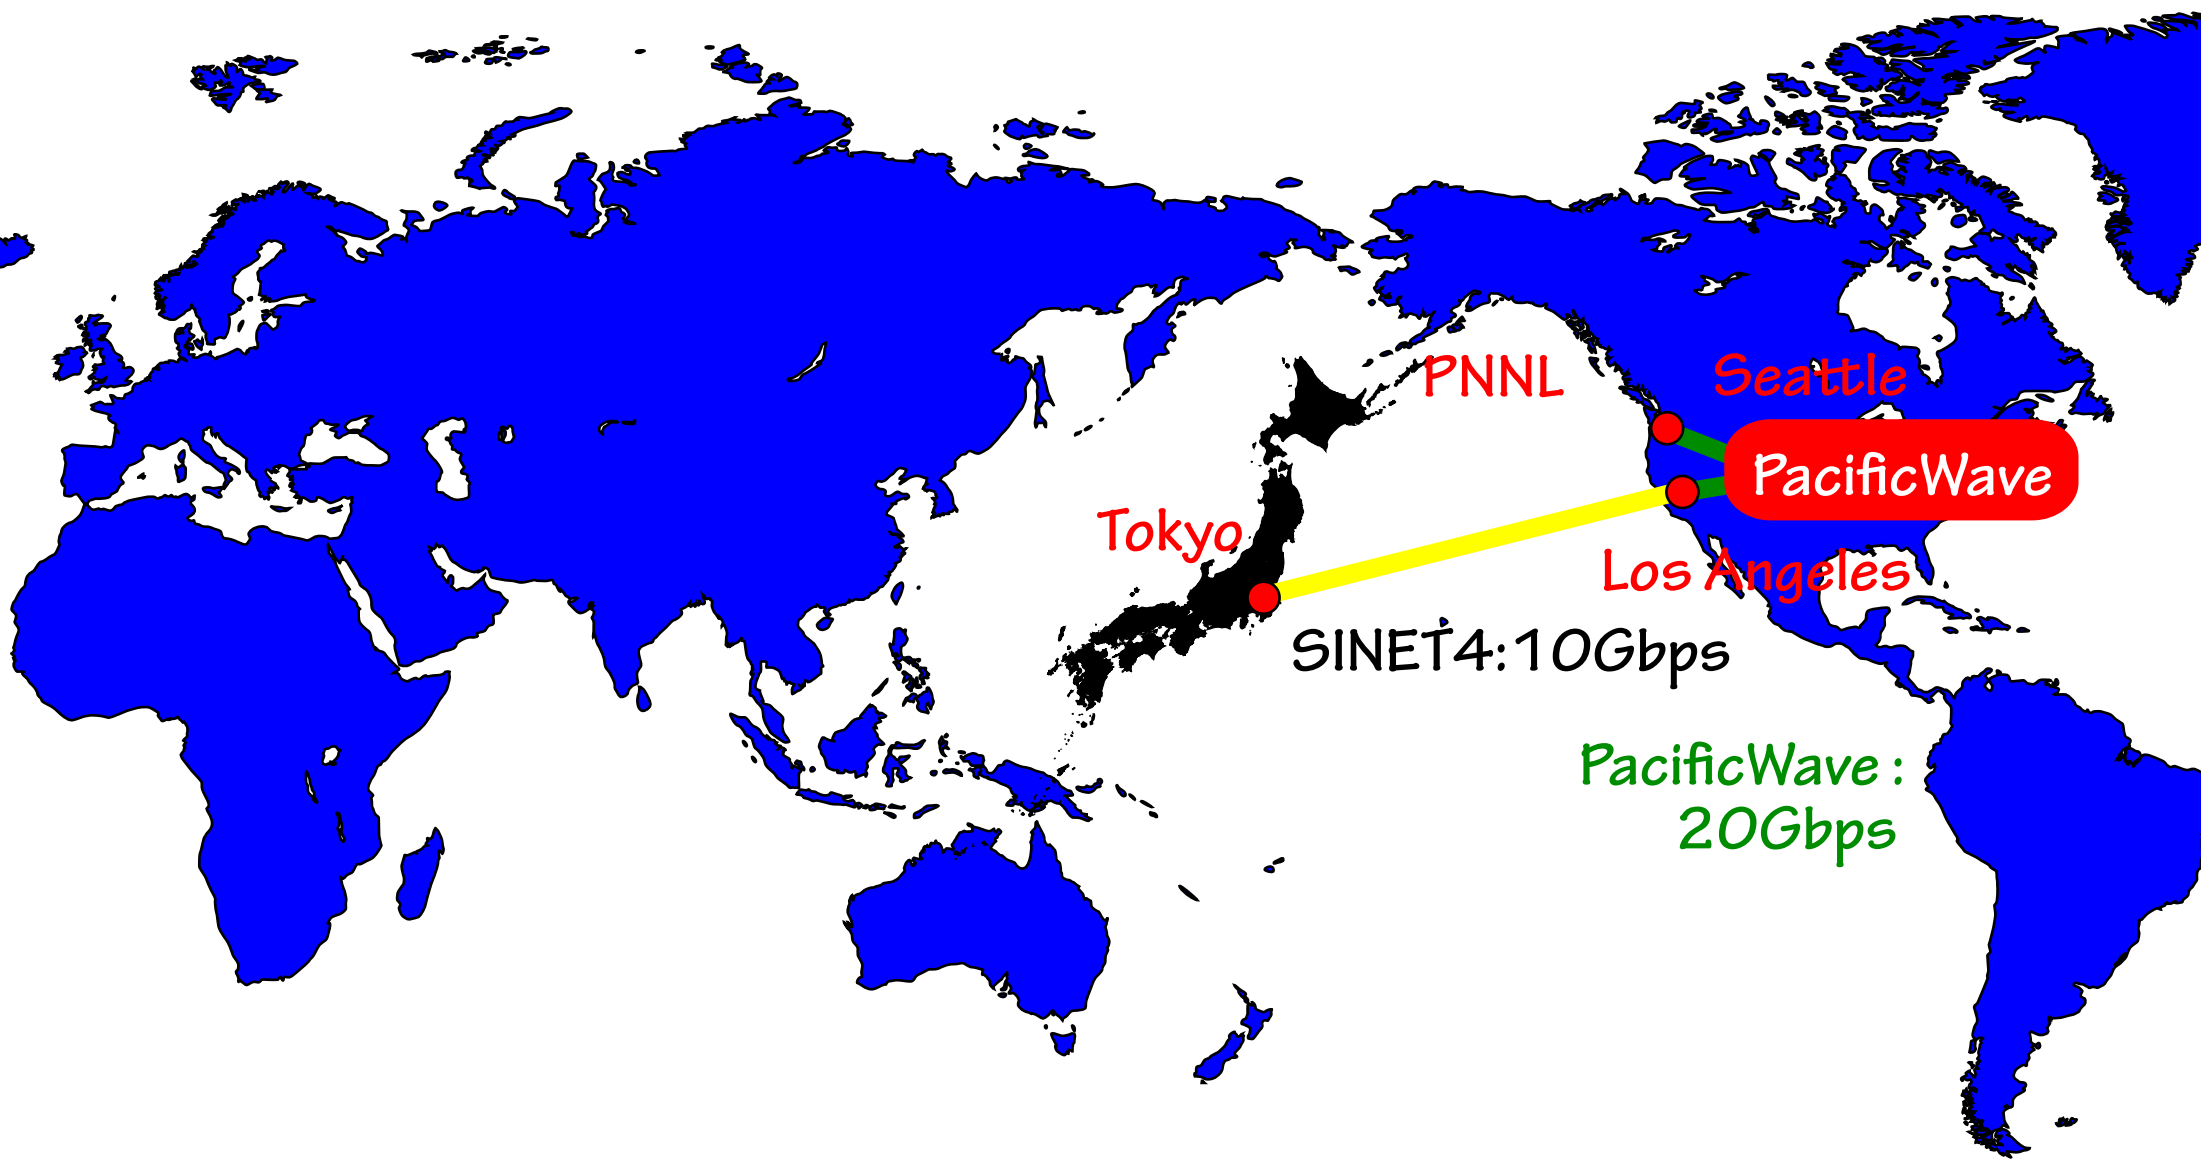 PNNL
Seattle
PacificWave
Tokyo
Los Angeles
SINET4:10Gbps
PacificWave :
20Gbps